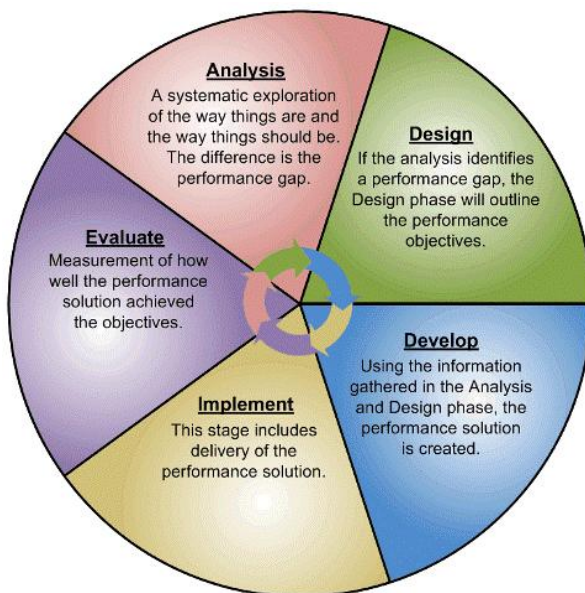 Analysis
A systematic exploration
of the way things are and
the way things should be.
The difference is the
performance gap.
Design
If the analysis identifies
a performance gap, the
Design phase will outline
the performance
objectives.
Develop
Using the information
gathered in the Analysis
and Design phase, the
performance solution
is created.
Implement
This stage includes
delivery of the
performance solution.
Evaluate
Measurement of how
well the performance
solution achieved
the objectives.